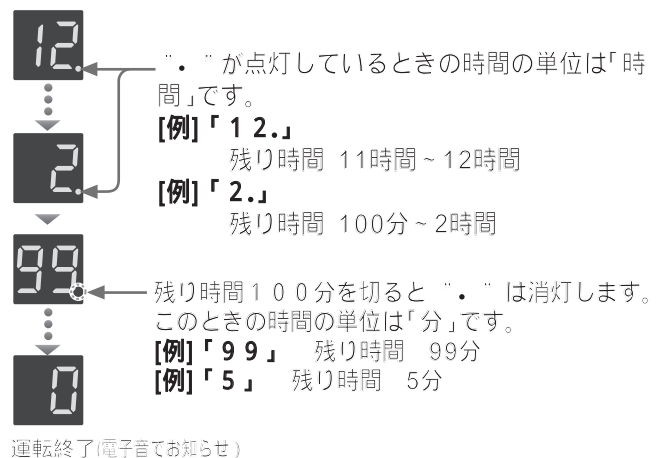 12.
"．"が点灯しているときの時間の単位は「時
間」です。
[例]「１２.」
残り時間 11時間～12時間
2.
[例]「２.」
残り時間 100分～2時間
99
残り時間１００分を切ると "．" は消灯します。
このときの時間の単位は「分」です。
[例]「９９」 残り時間 99分
[例]「５」 残り時間 5分
0
運転終了(電子音でお知らせ)